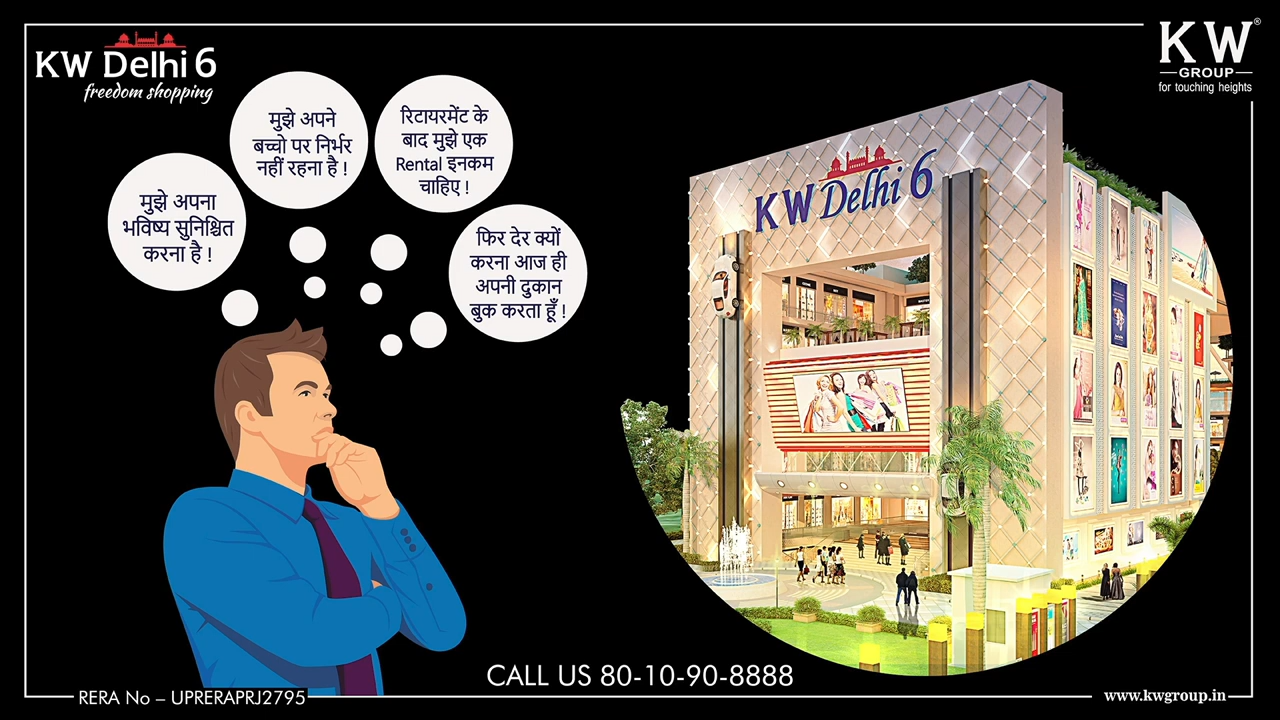 KW Delhi 6
freedom shopping
KW®
GROUP
for touching heights
मुझे अपना
भविष्य सुनिश्चित
करना है !
मुझे अपने
बच्चो पर निर्भर
नहीं रहना है !
रिटायरमेंट के
बाद मुझे एक
Rental इनकम
चाहिए !
फिर देर क्यों
करना आज ही
अपनी दुकान
बुक करता हूँ !
KW Delhi 6
CALL US 80-10-90-8888
RERA No – UPRERAPRJ2795
www.kwgroup.in